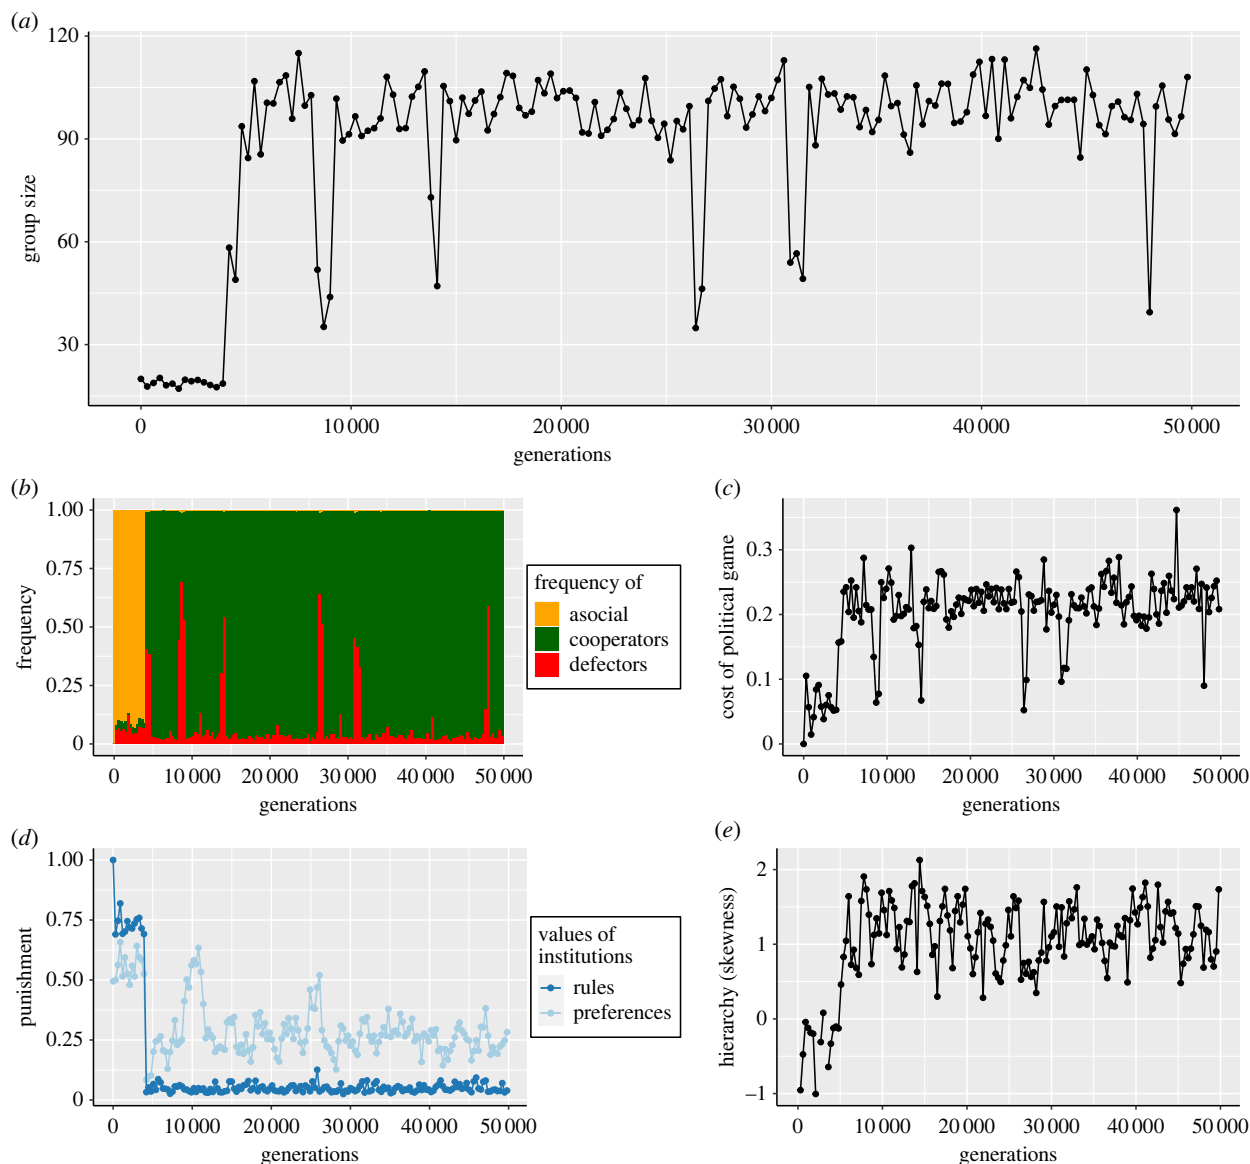 (a)
120
90
60
30
group size
0 10 000 20 000 30 000 40 000 50 000
generations
(b)
1.00
0.75
0.50
0.25
0
frequency
0 10 000 20 000 30 000 40 000 50 000
generations
frequency of
asocial
cooperators
defectors
(c)
0.3
0.2
0.1
0
cost of political game
0 10 000 20 000 30 000 40 000 50 000
generations
(d)
1.00
0.75
0.50
0.25
0
punishment
0 10 000 20 000 30 000 40 000 50 000
generations
values of
institutions
rules
preferences
(e)
2
1
0
−1
hierarchy (skewness)
0 10 000 20 000 30 000 40 000 50 000
generations